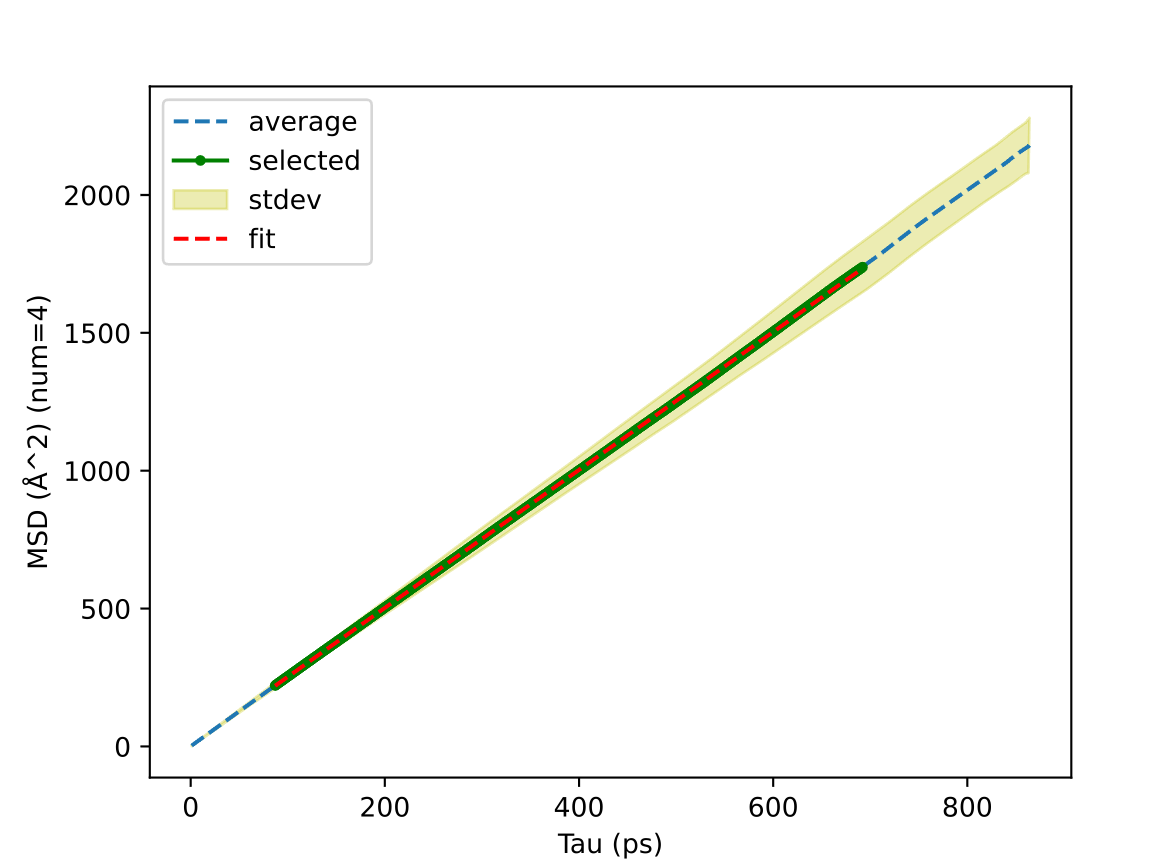 average
selected
stdev
fit
MSD (Å^2) (num=4)
2000
1500
1000
500
0
0 200 400 600 800
Tau (ps)